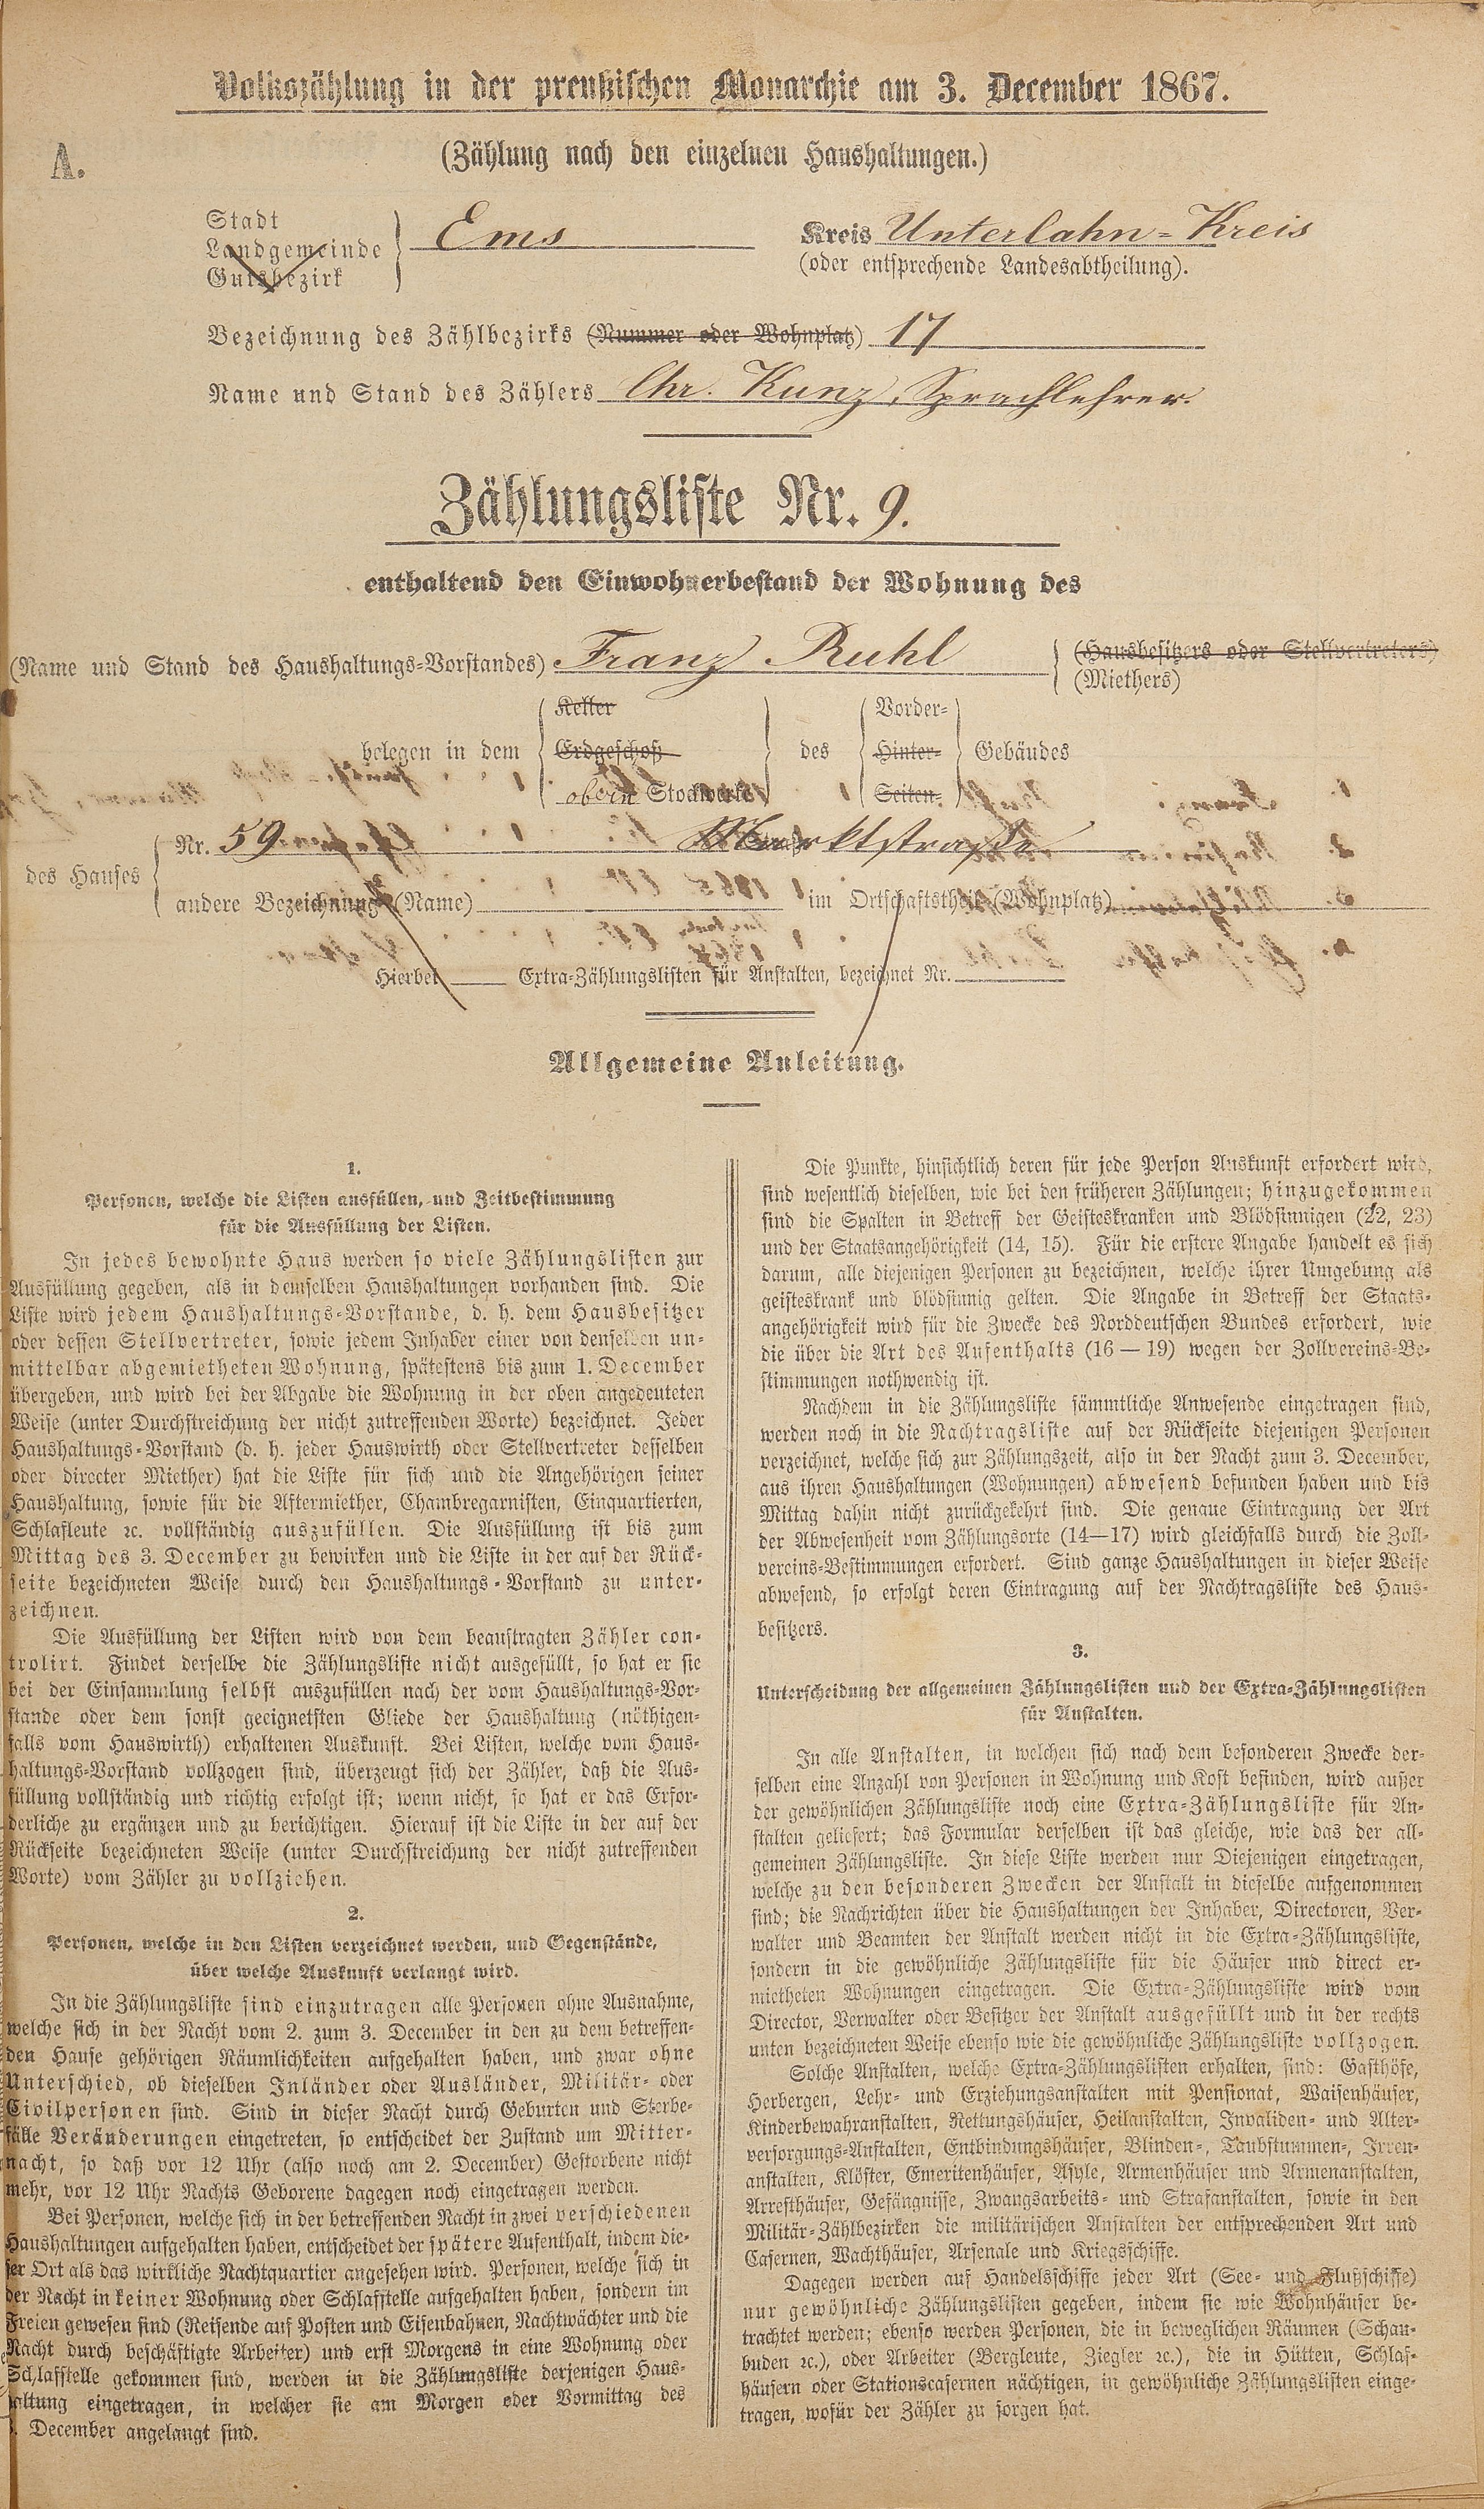 Volkszählung in der preußischen Monarchie am 3. December 1867.
A.
(Zählung nach den einzelnen Haushaltungen.)
Stadt
Landgemeinde
Gutsbezirk
Ems
Kreis Unterlahn-Kreis
(oder entsprechende Landesabtheilung).
Bezeichnung des Zählbezirks (Nummer oder Wohnplatz) 17
Name und Stand des Zählers Chr. Kunz, Sprachlehrer.
Zählungsliste Nr. 9.
enthaltend den Einwohnerbestand der Wohnung des
(Name und Stand des Haushaltungs-Vorstandes) Franz Ruhl
(Hausbesitzers oder Stellvertreters)
(Miethers)
belegen in dem
Keller
Erdgeschoß
obern Stockwerke
des
Vorder-
Hinter-
Seiten-
Gebäudes
des Hauses
Nr. 59 Marktstraße
andere Bezeichnung (Name) im Ortschaftstheil (Wohnplatz)
Hierbei Extra-Zählungslisten für Anstalten, bezeichnet Nr.
Allgemeine Anleitung.
1.
Personen, welche die Listen ausfüllen, und Zeitbestimmung
für die Ausfüllung der Listen.
In jedes bewohnte Haus werden so viele Zählungslisten zur
Ausfüllung gegeben, als in demselben Haushaltungen vorhanden sind. Die
Liste wird jedem Haushaltungs-Vorstande, d. h. dem Hausbesitzer
oder dessen Stellvertreter, sowie jedem Inhaber einer von denselben un-
mittelbar abgemietheten Wohnung, spätestens bis zum 1. December
übergeben, und wird bei der Abgabe die Wohnung in der oben angedeuteten
Weise (unter Durchstreichung der nicht zutreffenden Worte) bezeichnet. Jeder
Haushaltungs-Vorstand (d. h. jeder Hauswirth oder Stellvertreter desselben
oder directer Miether) hat die Liste für sich und die Angehörigen seiner
Haushaltung, sowie für die Aftermiether, Chambregarnisten, Einquartierten,
Schlafleute ꝛc. vollständig auszufüllen. Die Ausfüllung ist bis zum
Mittag des 3. December zu bewirken und die Liste in der auf der Rück-
seite bezeichneten Weise durch den Haushaltungs-Vorstand zu unter-
zeichnen.
Die Ausfüllung der Listen wird von dem beauftragten Zähler con-
trolirt. Findet derselbe die Zählungsliste nicht ausgefüllt, so hat er sie
bei der Einsammlung selbst auszufüllen nach der vom Haushaltungs-Vor-
stande oder dem sonst geeignetsten Gliede der Haushaltung (nöthigen-
falls vom Hauswirth) erhaltenen Auskunft. Bei Listen, welche vom Haus-
haltungs-Vorstand vollzogen sind, überzeugt sich der Zähler, daß die Aus-
füllung vollständig und richtig erfolgt ist; wenn nicht, so hat er das Erfor-
derliche zu ergänzen und zu berichtigen. Hierauf ist die Liste in der auf der
Rückseite bezeichneten Weise (unter Durchstreichung der nicht zutreffenden
Worte) vom Zähler zu vollziehen.
2.
Personen, welche in den Listen verzeichnet werden, und Gegenstände,
über welche Auskunft verlangt wird.
In die Zählungsliste sind einzutragen alle Personen ohne Ausnahme,
welche sich in der Nacht vom 2. zum 3. December in den zu dem betreffen-
den Hause gehörigen Räumlichkeiten aufgehalten haben, und zwar ohne
Unterschied, ob dieselben Inländer oder Ausländer, Militär- oder
Civilpersonen sind. Sind in dieser Nacht durch Geburten und Sterbe-
fälle Veränderungen eingetreten, so entscheidet der Zustand um Mitter-
nacht, so daß vor 12 Uhr (also noch am 2. December) Gestorbene nicht
mehr, vor 12 Uhr Nachts Geborene dagegen noch eingetragen werden.
Bei Personen, welche sich in der betreffenden Nacht in zwei verschiedenen
Haushaltungen aufgehalten haben, entscheidet der spätere Aufenthalt, indem die-
ser Ort als das wirkliche Nachtquartier angesehen wird. Personen, welche sich in
der Nacht in keiner Wohnung oder Schlafstelle aufgehalten haben, sondern im
Freien gewesen sind (Reisende auf Posten und Eisenbahnen, Nachtwächter und die
Nacht durch beschäftigte Arbeiter) und erst Morgens in eine Wohnung oder
Schlafstelle gekommen sind, werden in die Zählungsliste derjenigen Haus-
haltung eingetragen, in welcher sie am Morgen oder Vormittag des
December angelangt sind.
Die Punkte, hinsichtlich deren für jede Person Auskunft erfordert wird,
sind wesentlich dieselben, wie bei den früheren Zählungen; hinzugekommen
sind die Spalten in Betreff der Geisteskranken und Blödsinnigen (22, 23)
und der Staatsangehörigkeit (14, 15). Für die erstere Angabe handelt es sich
darum, alle diejenigen Personen zu bezeichnen, welche ihrer Umgebung als
geisteskrank und blödsinnig gelten. Die Angabe in Betreff der Staats-
angehörigkeit wird für die Zwecke des Norddeutschen Bundes erfordert, wie
die über die Art des Aufenthalts (16 — 19) wegen der Zollvereins-Be-
stimmungen nothwendig ist.
Nachdem in die Zählungsliste sämmtliche Anwesende eingetragen sind,
werden noch in die Nachtragsliste auf der Rückseite diejenigen Personen
verzeichnet, welche sich zur Zählungszeit, also in der Nacht zum 3. December,
aus ihren Haushaltungen (Wohnungen) abwesend befunden haben und bis
Mittag dahin nicht zurückgekehrt sind. Die genaue Eintragung der Art
der Abwesenheit vom Zählungsorte (14—17) wird gleichfalls durch die Zoll-
vereins-Bestimmungen erfordert. Sind ganze Haushaltungen in dieser Weise
abwesend, so erfolgt deren Eintragung auf der Nachtragsliste des Haus-
besitzers.
3.
Unterscheidung der allgemeinen Zählungslisten und der Extra-Zählungslisten
für Anstalten.
In alle Anstalten, in welchen sich nach dem besonderen Zwecke der-
selben eine Anzahl von Personen in Wohnung und Kost befinden, wird außer
der gewöhnlichen Zählungsliste noch eine Extra-Zählungsliste für An-
stalten geliefert; das Formular derselben ist das gleiche, wie das der all-
gemeinen Zählungsliste. In diese Liste werden nur Diejenigen eingetragen,
welche zu den besonderen Zwecken der Anstalt in dieselbe aufgenommen
sind; die Nachrichten über die Haushaltungen der Inhaber, Directoren, Ver-
walter und Beamten der Anstalt werden nicht in die Extra-Zählungsliste,
sondern in die gewöhnliche Zählungsliste für die Häuser und direct er-
mietheten Wohnungen eingetragen. Die Extra-Zählungsliste wird vom
Director, Verwalter oder Besitzer der Anstalt ausgefüllt und in der rechts
unten bezeichneten Weise ebenso wie die gewöhnliche Zählungsliste vollzogen.
Solche Anstalten, welche Extra-Zählungslisten erhalten, sind: Gasthöfe,
Herbergen, Lehr- und Erziehungsanstalten mit Pensionat, Waisenhäuser,
Kinderbewahranstalten, Rettungshäuser, Heilanstalten, Invaliden- und Alter-
versorgungs-Anstalten, Entbindungshäuser, Blinden-, Taubstummen-, Irren-
anstalten, Klöster, Emeritenhäuser, Asyle, Armenhäuser und Armenanstalten,
Arresthäuser, Gefängnisse, Zwangsarbeits- und Strafanstalten, sowie in den
Militär-Zählbezirken die militärischen Anstalten der entsprechenden Art und
Casernen, Wachthäuser, Arsenale und Kriegsschiffe.
Dagegen werden auf Handelsschiffe jeder Art (See- und Flußschiffe)
nur gewöhnliche Zählungslisten gegeben, indem sie wie Wohnhäuser be-
trachtet werden; ebenso werden Personen, die in beweglichen Räumen (Schau-
buden ꝛc.), oder Arbeiter (Bergleute, Ziegler ꝛc.), die in Hütten, Schlaf-
häusern oder Stationscasernen nächtigen, in gewöhnliche Zählungslisten einge-
tragen, wofür der Zähler zu sorgen hat.